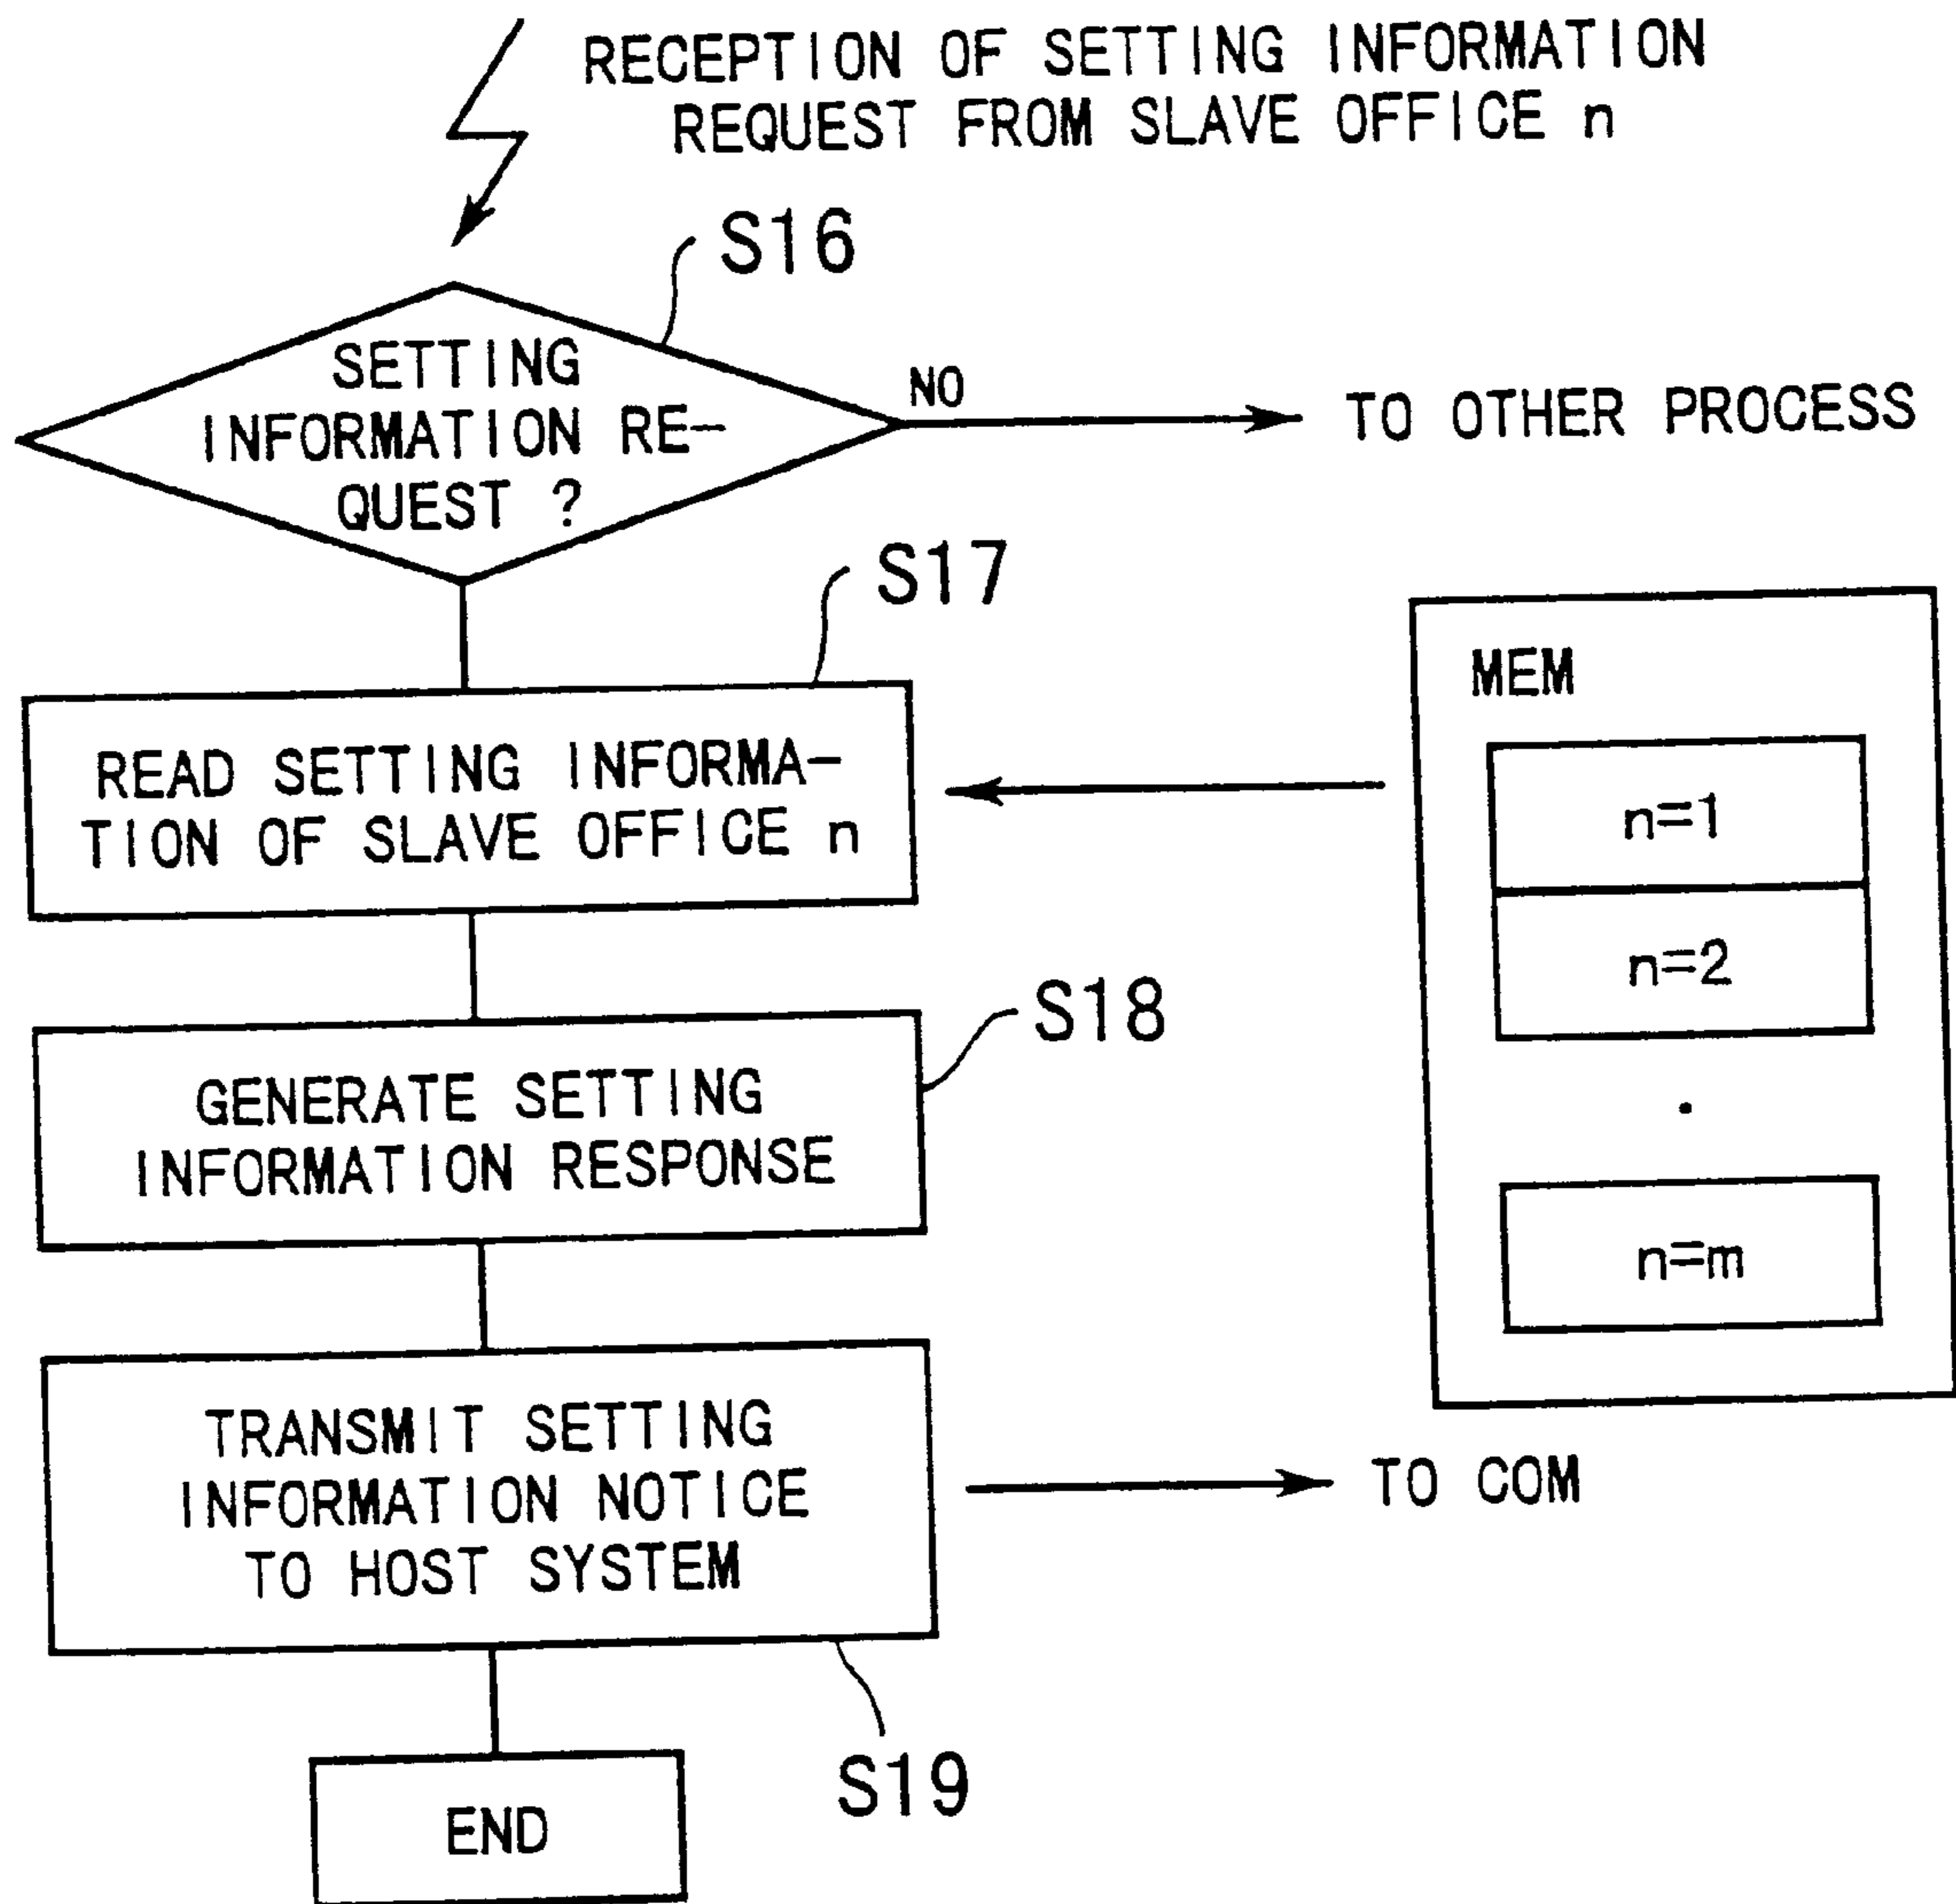 RECEPTION OF SETTING INFORMATION
REQUEST FROM SLAVE OFFICE n
S16
SETTING
INFORMATION RE-
QUEST ?
NO
TO OTHER PROCESS
S17
READ SETTING INFORMA-
TION OF SLAVE OFFICE n
MEM
n=1
n=2
n=m
S18
GENERATE SETTING
INFORMATION RESPONSE
TRANSMIT SETTING
INFORMATION NOTICE
TO HOST SYSTEM
TO COM
S19
END